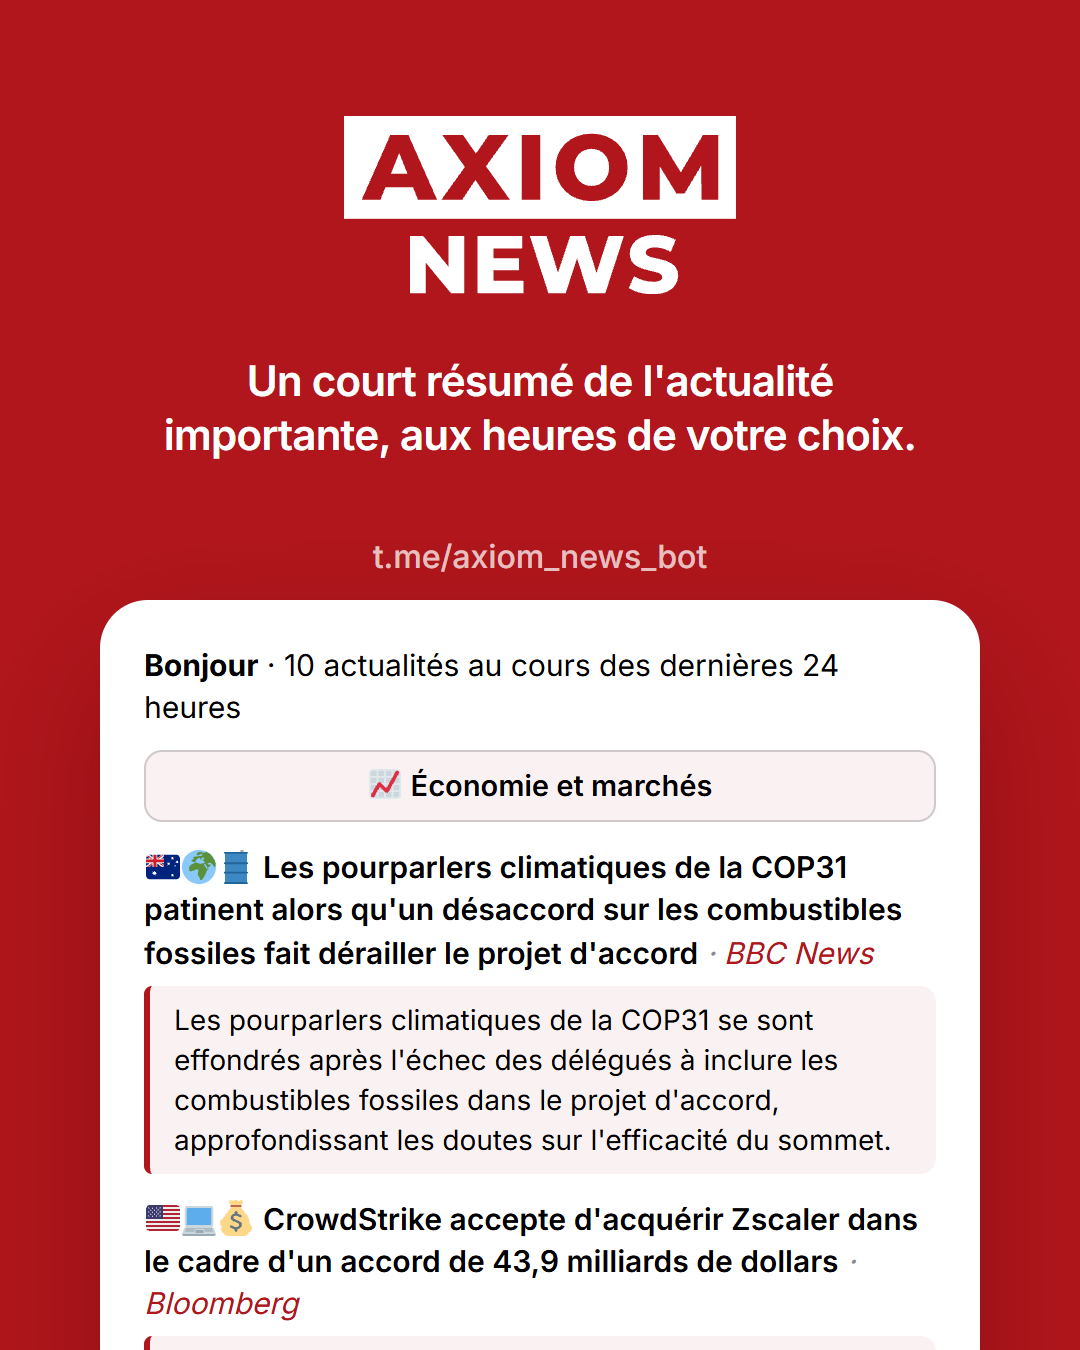 AXIOM
NEWS
Un court résumé de l'actualité
importante, aux heures de votre choix.
t.me/axiom_news_bot
Bonjour · 10 actualités au cours des dernières 24
heures
Économie et marchés
Les pourparlers climatiques de la COP31
patinent alors qu'un désaccord sur les combustibles
fossiles fait dérailler le projet d'accord · BBC News
Les pourparlers climatiques de la COP31 se sont
effondrés après l'échec des délégués à inclure les
combustibles fossiles dans le projet d'accord,
approfondissant les doutes sur l'efficacité du sommet.
CrowdStrike accepte d'acquérir Zscaler dans
le cadre d'un accord de 43,9 milliards de dollars ·
Bloomberg